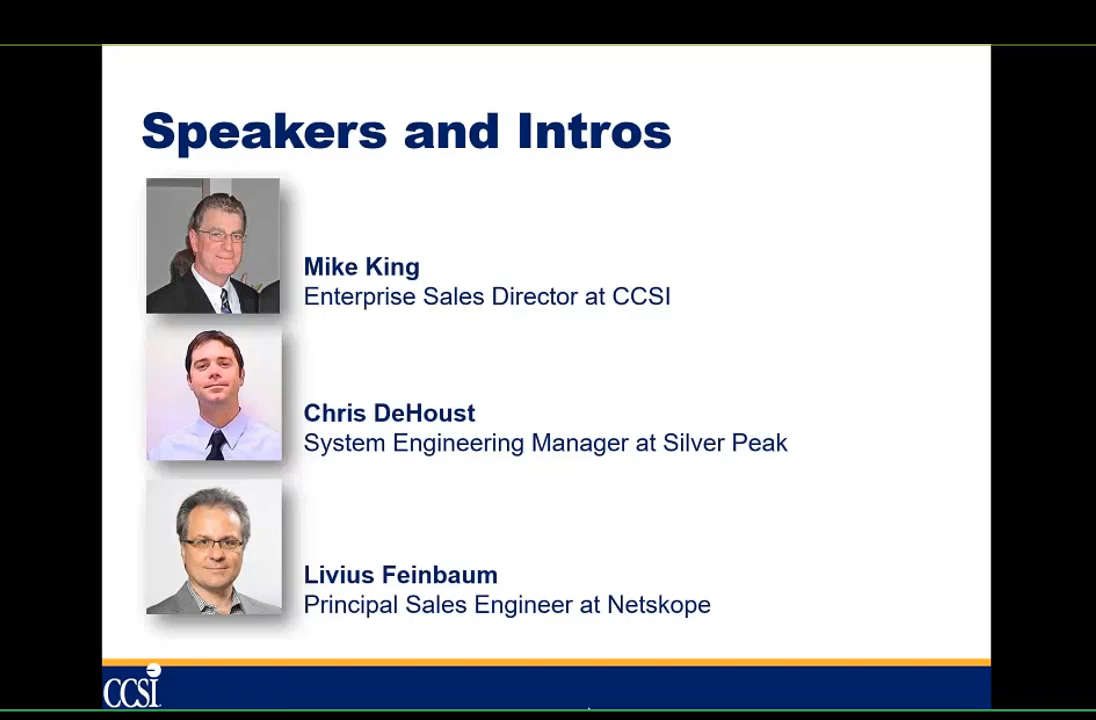 Speakers and Intros
Mike King
Enterprise Sales Director at CCSI
Chris DeHoust
System Engineering Manager at Silver Peak
Livius Feinbaum
Principal Sales Engineer at Netskope
CCSI